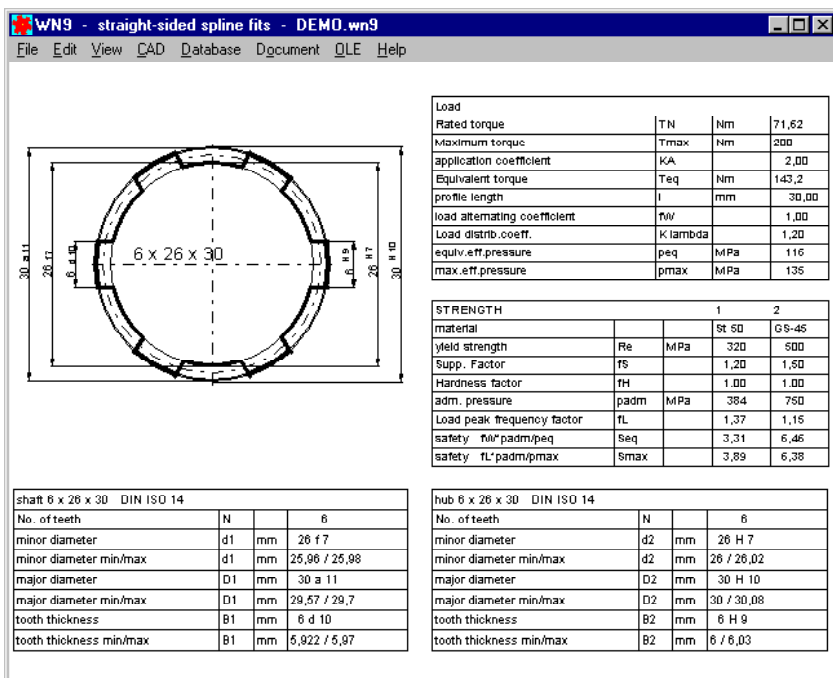 WN9 - straight-sided spline fits - DEMO.wn9
File Edit View CAD Database Document OLE Help
30 a 11
26 f 7
6 d 10
6 x 26 x 30
6 H 9
26 H 7
30 H 10
Load
Rated torque TN Nm 71,62
Maximum torque Tmax Nm 200
application coefficient KA 2,00
Equivalent torque Teq Nm 143,2
profile length l mm 30,00
load alternating coefficient fW 1,00
Load distrib.coeff. K lambda 1,20
equiv.eff.pressure peq MPa 116
max.eff.pressure pmax MPa 135
STRENGTH 1 2
material St 50 GS-45
yield strength Re MPa 320 500
Supp. Factor fS 1,20 1,50
Hardness factor fH 1.00 1.00
adm. pressure padm MPa 384 750
Load peak frequency factor fL 1,37 1,15
safety fW*padm/peq Seq 3,31 6,46
safety fL*padm/pmax Smax 3,89 6,38
shaft 6 x 26 x 30 DIN ISO 14
No. of teeth N 6
minor diameter d1 mm 26 f 7
minor diameter min/max d1 mm 25,96 / 25,98
major diameter D1 mm 30 a 11
major diameter min/max D1 mm 29,57 / 29,7
tooth thickness B1 mm 6 d 10
tooth thickness min/max B1 mm 5,922 / 5,97
hub 6 x 26 x 30 DIN ISO 14
No. of teeth N 6
minor diameter d2 mm 26 H 7
minor diameter min/max d2 mm 26 / 26,02
major diameter D2 mm 30 H 10
major diameter min/max D2 mm 30 / 30,08
tooth thickness B2 mm 6 H 9
tooth thickness min/max B2 mm 6 / 6,03